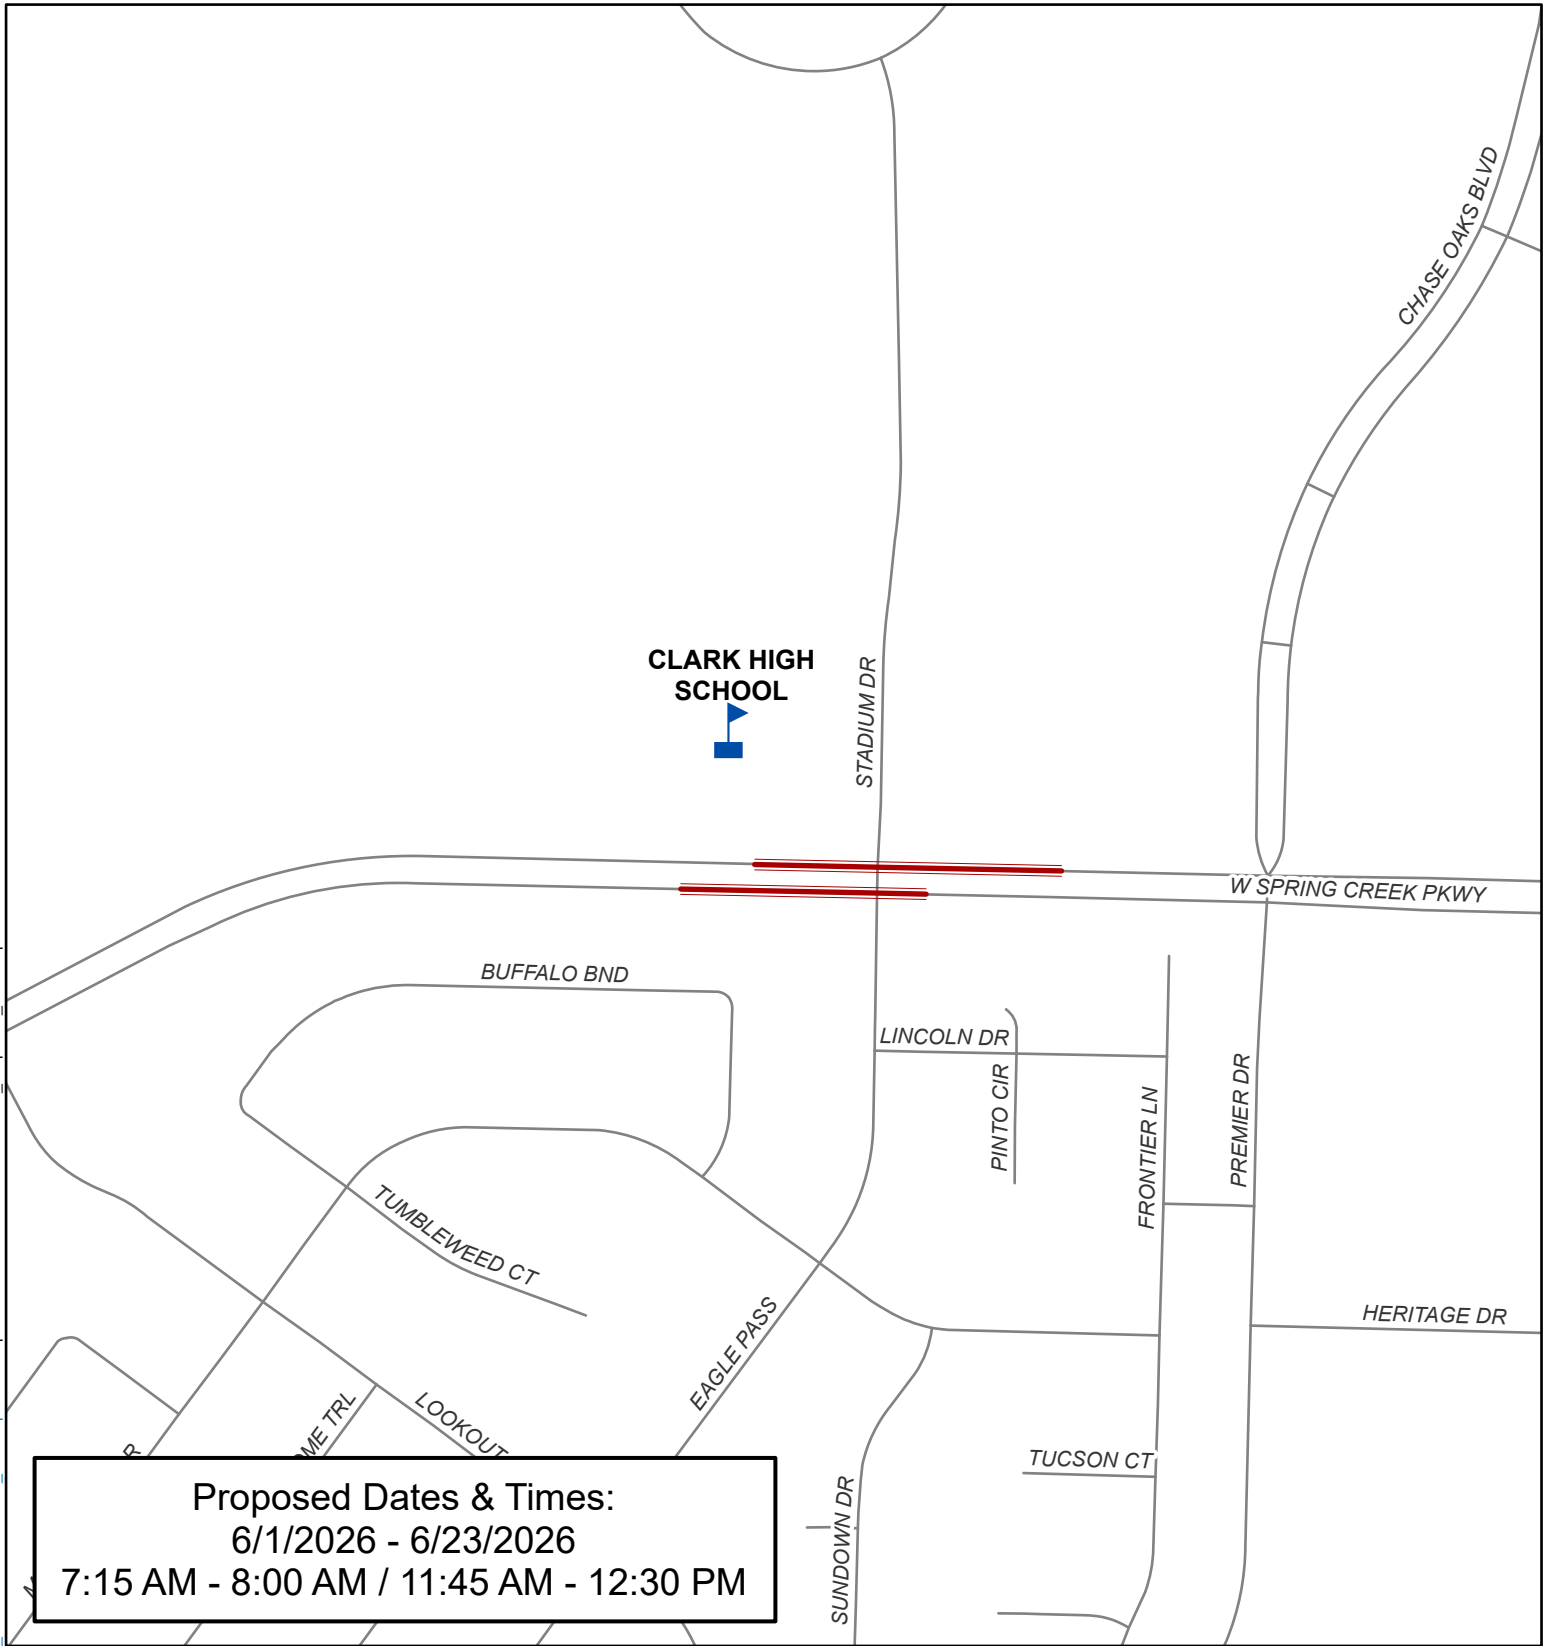 CHASE OAKS BLVD
CLARK HIGH
SCHOOL
STADIUM DR
W SPRING CREEK PKWY
BUFFALO BND
LINCOLN DR
PINTO CIR
FRONTIER LN
PREMIER DR
TUMBLEWEED CT
EAGLE PASS
HERITAGE DR
LOOKOUT
TRL
TUCSON CT
SUNDOWN DR
Proposed Dates & Times:
6/1/2026 - 6/23/2026
7:15 AM - 8:00 AM / 11:45 AM - 12:30 PM